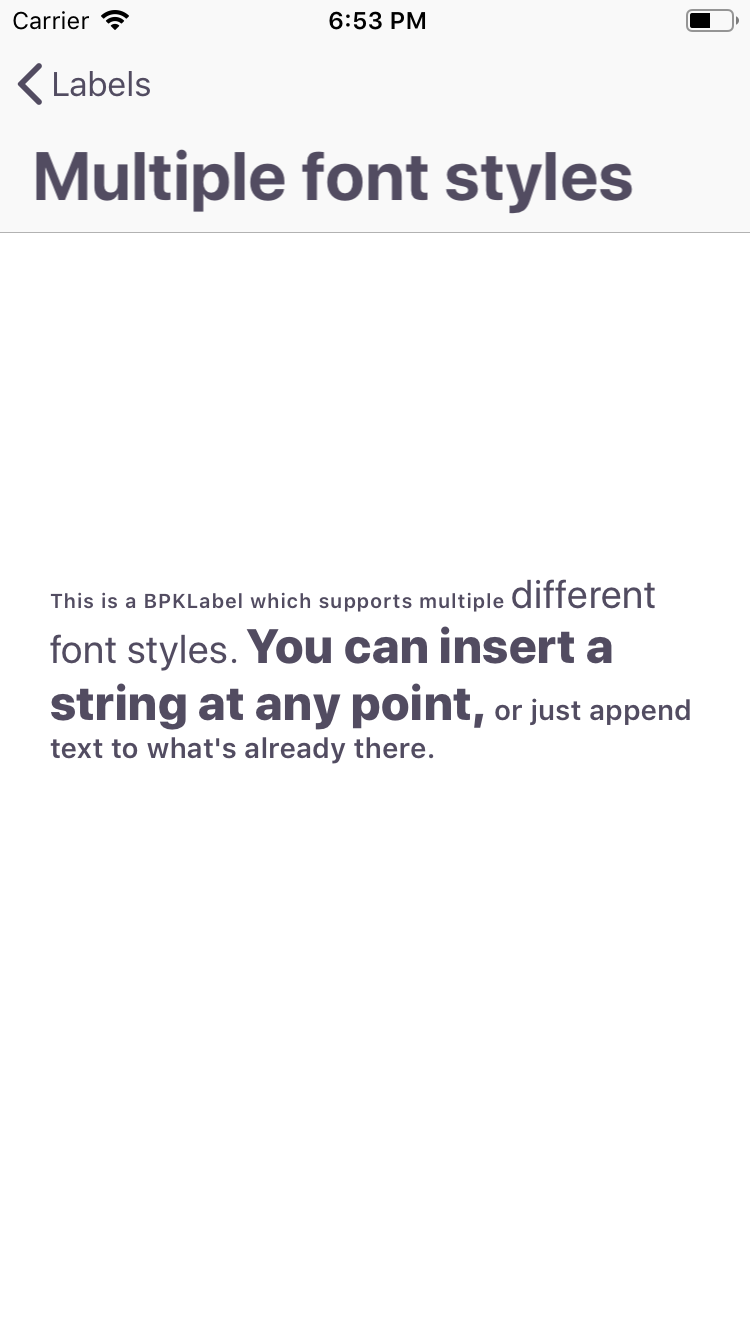 Carrier 6:53 PM
Labels
Multiple font styles
This is a BPKLabel which supports multiple different
font styles. You can insert a
string at any point, or just append
text to what's already there.